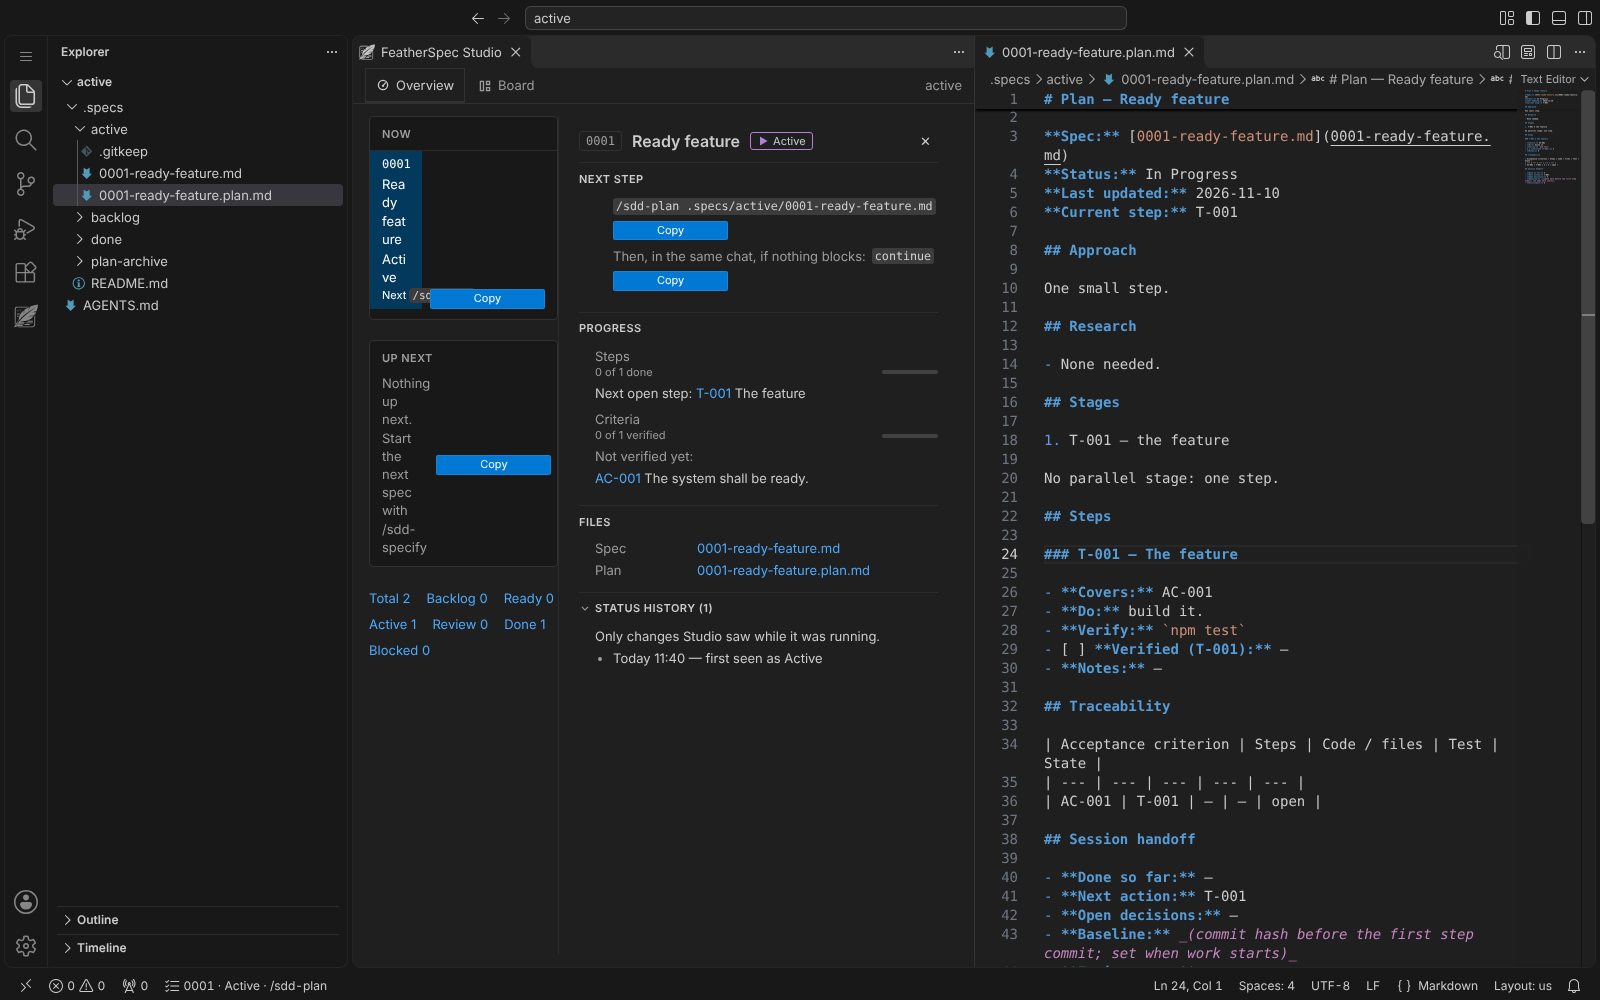 active
Explorer
active
.specs
active
.gitkeep
0001-ready-feature.md
0001-ready-feature.plan.md
backlog
done
plan-archive
README.md
AGENTS.md
Outline
Timeline
FeatherSpec Studio
Overview
Board
active
NOW
0001
Rea
dy
feat
ure
Acti
ve
Next
Copy
UP NEXT
Nothing
up
next.
Start
the
next
spec
with
/sdd-
specify
Copy
Total 2 Backlog 0 Ready 0
Active 1 Review 0 Done 1
Blocked 0
0001 Ready feature Active
NEXT STEP
/sdd-plan .specs/active/0001-ready-feature.md
Copy
Then, in the same chat, if nothing blocks: continue
Copy
PROGRESS
Steps
0 of 1 done
Next open step: T-001 The feature
Criteria
0 of 1 verified
Not verified yet:
AC-001 The system shall be ready.
FILES
Spec 0001-ready-feature.md
Plan 0001-ready-feature.plan.md
STATUS HISTORY (1)
Only changes Studio saw while it was running.
• Today 11:40 — first seen as Active
0001-ready-feature.plan.md
.specs > active > 0001-ready-feature.plan.md > abc # Plan — Ready feature > abc Text Editor
1 # Plan — Ready feature
2
3 **Spec:** [0001-ready-feature.md](0001-ready-feature.
md)
4 **Status:** In Progress
5 **Last updated:** 2026-11-10
6 **Current step:** T-001
7
8 ## Approach
9
10 One small step.
11
12 ## Research
13
14 - None needed.
15
16 ## Stages
17
18 1. T-001 — the feature
19
20 No parallel stage: one step.
21
22 ## Steps
23
24 ### T-001 — The feature
25
26 - **Covers:** AC-001
27 - **Do:** build it.
28 - **Verify:** `npm test`
29 - [ ] **Verified (T-001):** —
30 - **Notes:** —
31
32 ## Traceability
33
34 | Acceptance criterion | Steps | Code / files | Test |
State |
35 | --- | --- | --- | --- | --- |
36 | AC-001 | T-001 | — | — | open |
37
38 ## Session handoff
39
40 - **Done so far:** —
41 - **Next action:** T-001
42 - **Open decisions:** —
43 - **Baseline:** _(commit hash before the first step
commit; set when work starts)_
0 0 0 0001 · Active · /sdd-plan
Ln 24, Col 1 Spaces: 4 UTF-8 LF { } Markdown Layout: us